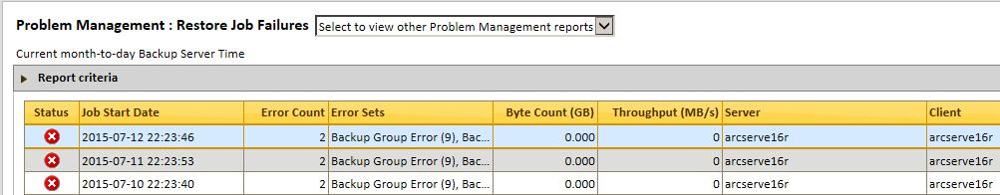 Problem Management : Restore Job Failures Select to view other Problem Management reports
Current month-to-day Backup Server Time
Report criteria
Status Job Start Date Error Count Error Sets Byte Count (GB) Throughput (MB/s) Server Client
2015-07-12 22:23:46 2 Backup Group Error (9), Bac... 0.000 0 arcserve16r arcserve16r
2015-07-11 22:23:53 2 Backup Group Error (9), Bac... 0.000 0 arcserve16r arcserve16r
2015-07-10 22:23:40 2 Backup Group Error (9), Bac... 0.000 0 arcserve16r arcserve16r